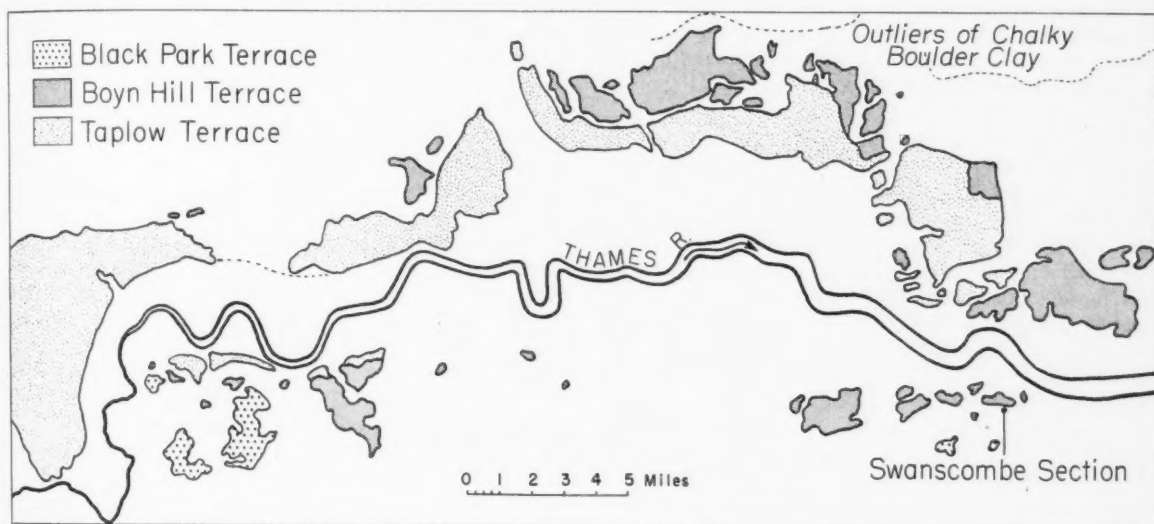 Black Park Terrace
Boyn Hill Terrace
Taplow Terrace
Outliers of Chalky
Boulder Clay
THAMES R.
0 1 2 3 4 5 Miles
Swanscombe Section